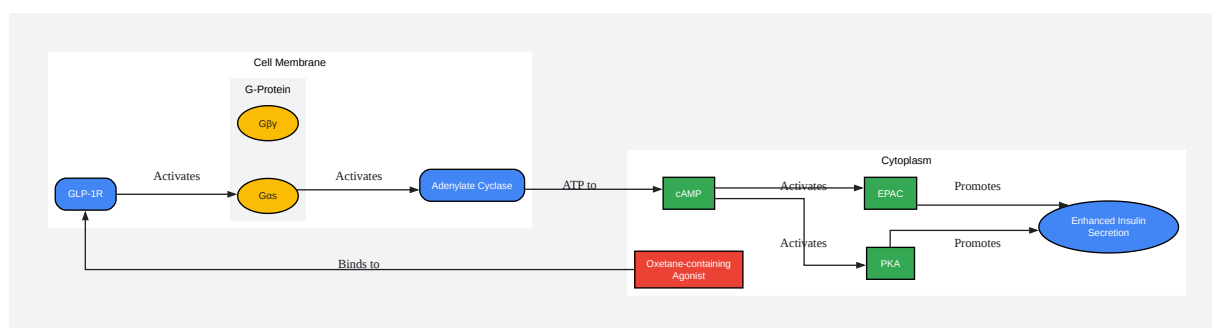 Cell Membrane
G-Protein
Gβγ
GLP-1R
Activates
Gαs
Activates
Adenylate Cyclase
ATP to
Cytoplasm
cAMP
Activates
EPAC
Promotes
Enhanced Insulin
Secretion
Activates
PKA
Promotes
Oxetane-containing
Agonist
Binds to